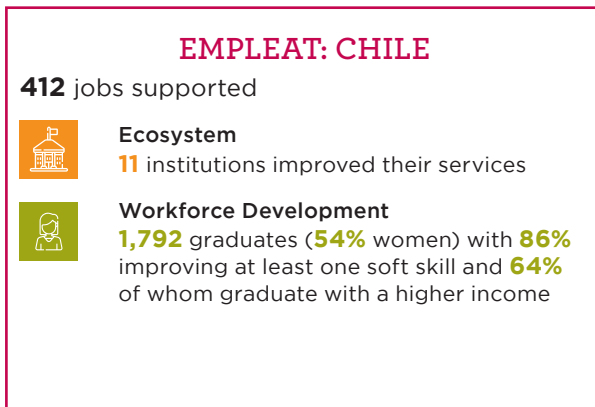 EMPLEAT: CHILE
412 jobs supported
Ecosystem
11 institutions improved their services
Workforce Development
1,792 graduates (54% women) with 86%
improving at least one soft skill and 64%
of whom graduate with a higher income